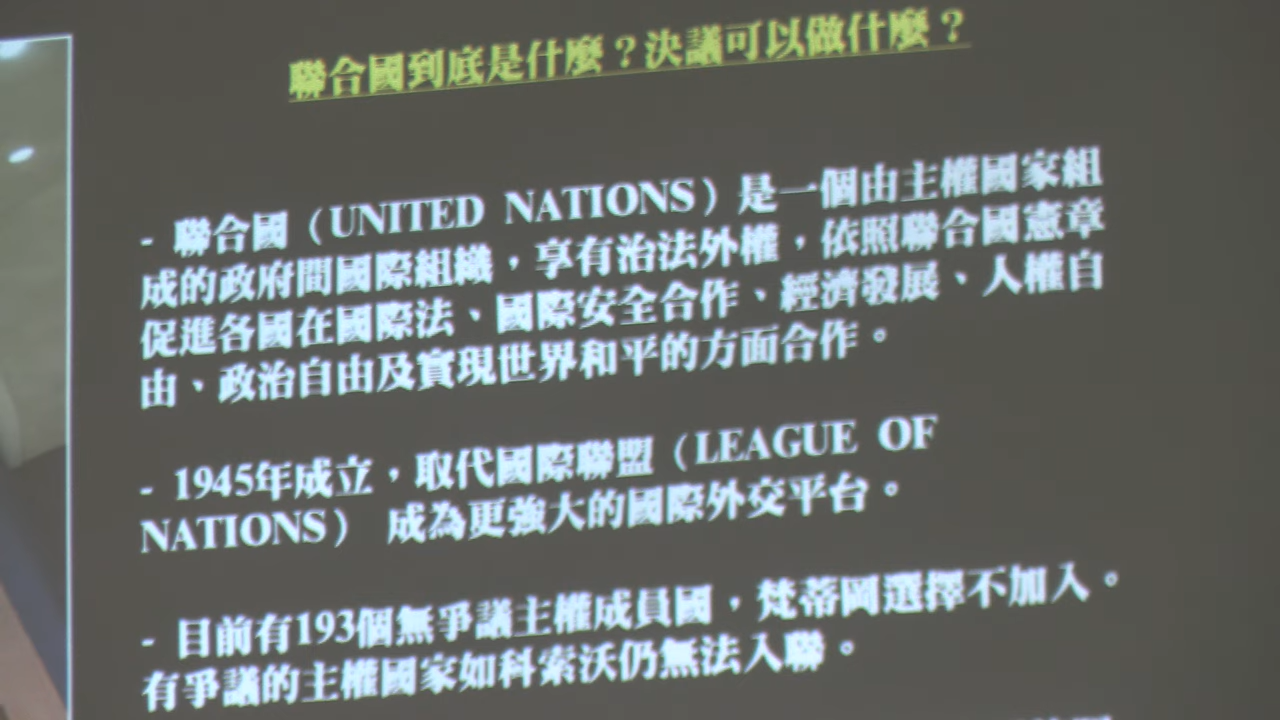 聯合國到底是什麼？決議可以做什麼？
- 聯合國（UNITED NATIONS）是一個由主權國家組
成的政府間國際組織，享有治法外權，依照聯合國憲章
促進各國在國際法、國際安全合作、經濟發展、人權自
由、政治自由及實現世界和平的方面合作。
- 1945年成立，取代國際聯盟（LEAGUE OF
NATIONS） 成為更強大的國際外交平台。
- 目前有193個無爭議主權成員國，梵蒂岡選擇不加入。
有爭議的主權國家如科索沃仍無法入聯。